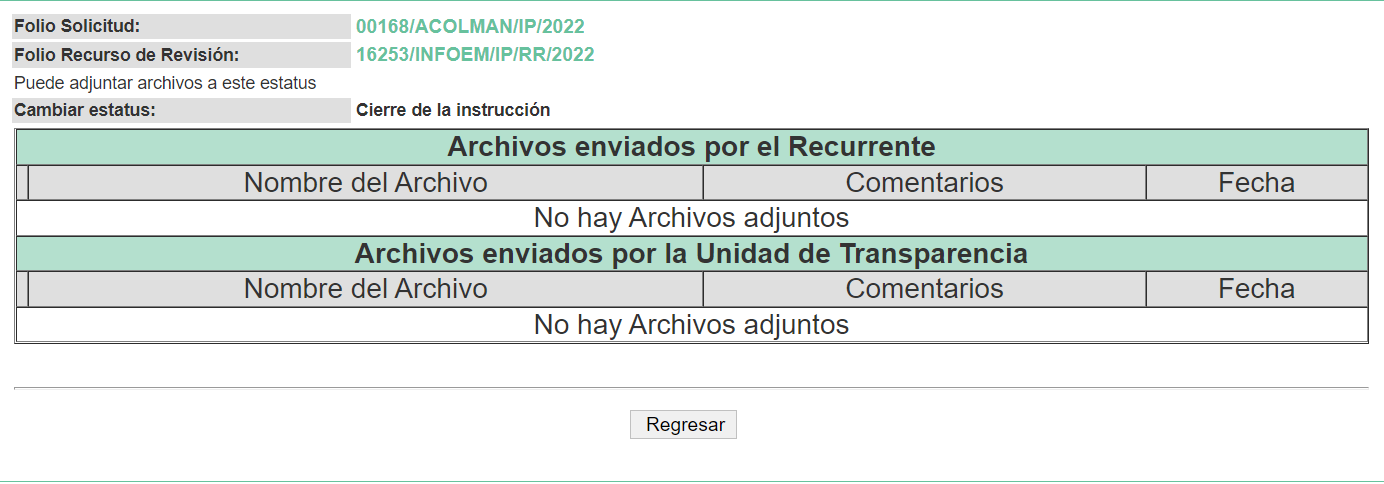 Folio Solicitud: 00168/ACOLMAN/IP/2022
Folio Recurso de Revisión: 16253/INFOEM/IP/RR/2022
Puede adjuntar archivos a este estatus
Cambiar estatus: Cierre de la instrucción
Archivos enviados por el Recurrente
Nombre del Archivo Comentarios Fecha
No hay Archivos adjuntos
Archivos enviados por la Unidad de Transparencia
Nombre del Archivo Comentarios Fecha
No hay Archivos adjuntos
Regresar